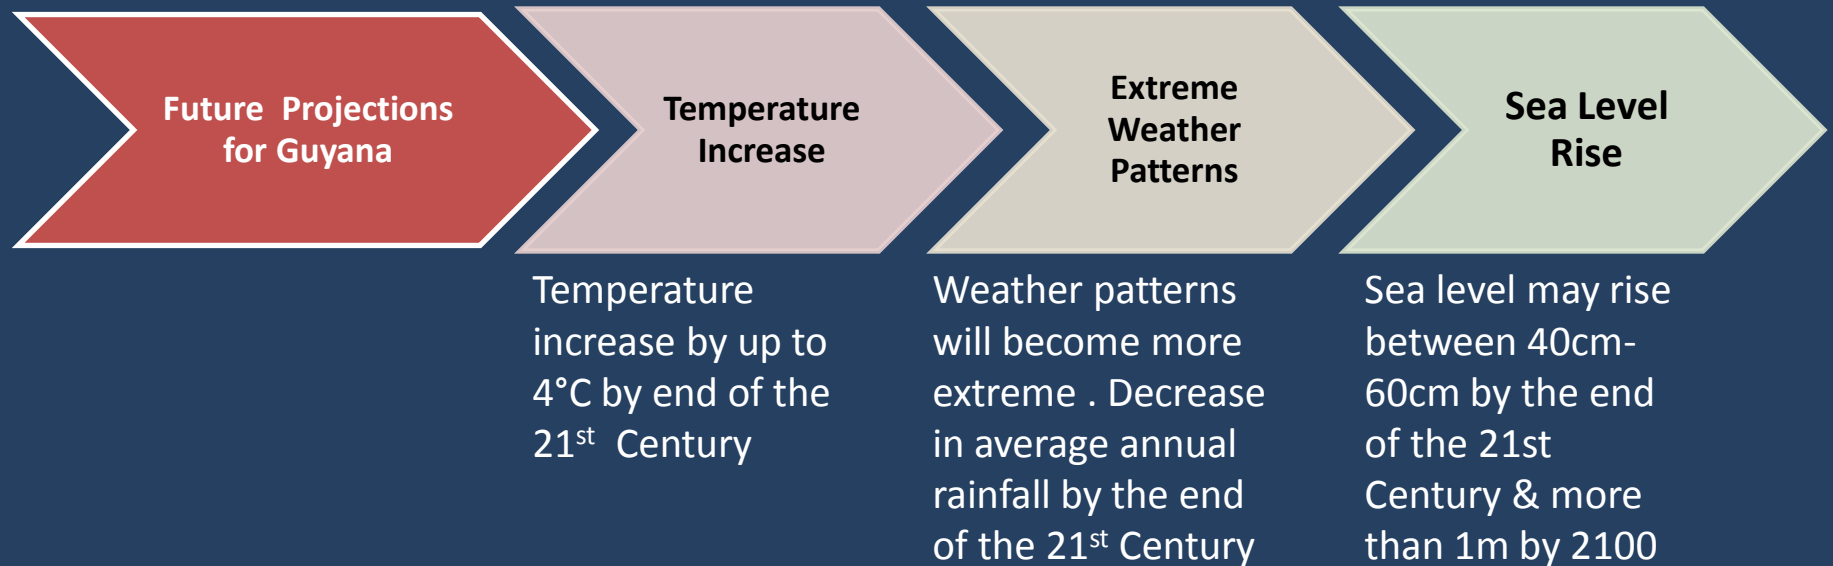 Future Projections
for Guyana
Temperature
Increase
Extreme
Weather
Patterns
Sea Level
Rise
Temperature
increase by up to
4°C by end of the
21st Century
Weather patterns
will become more
extreme . Decrease
in average annual
rainfall by the end
of the 21st Century
Sea level may rise
between 40cm-
60cm by the end
of the 21st
Century & more
than 1m by 2100